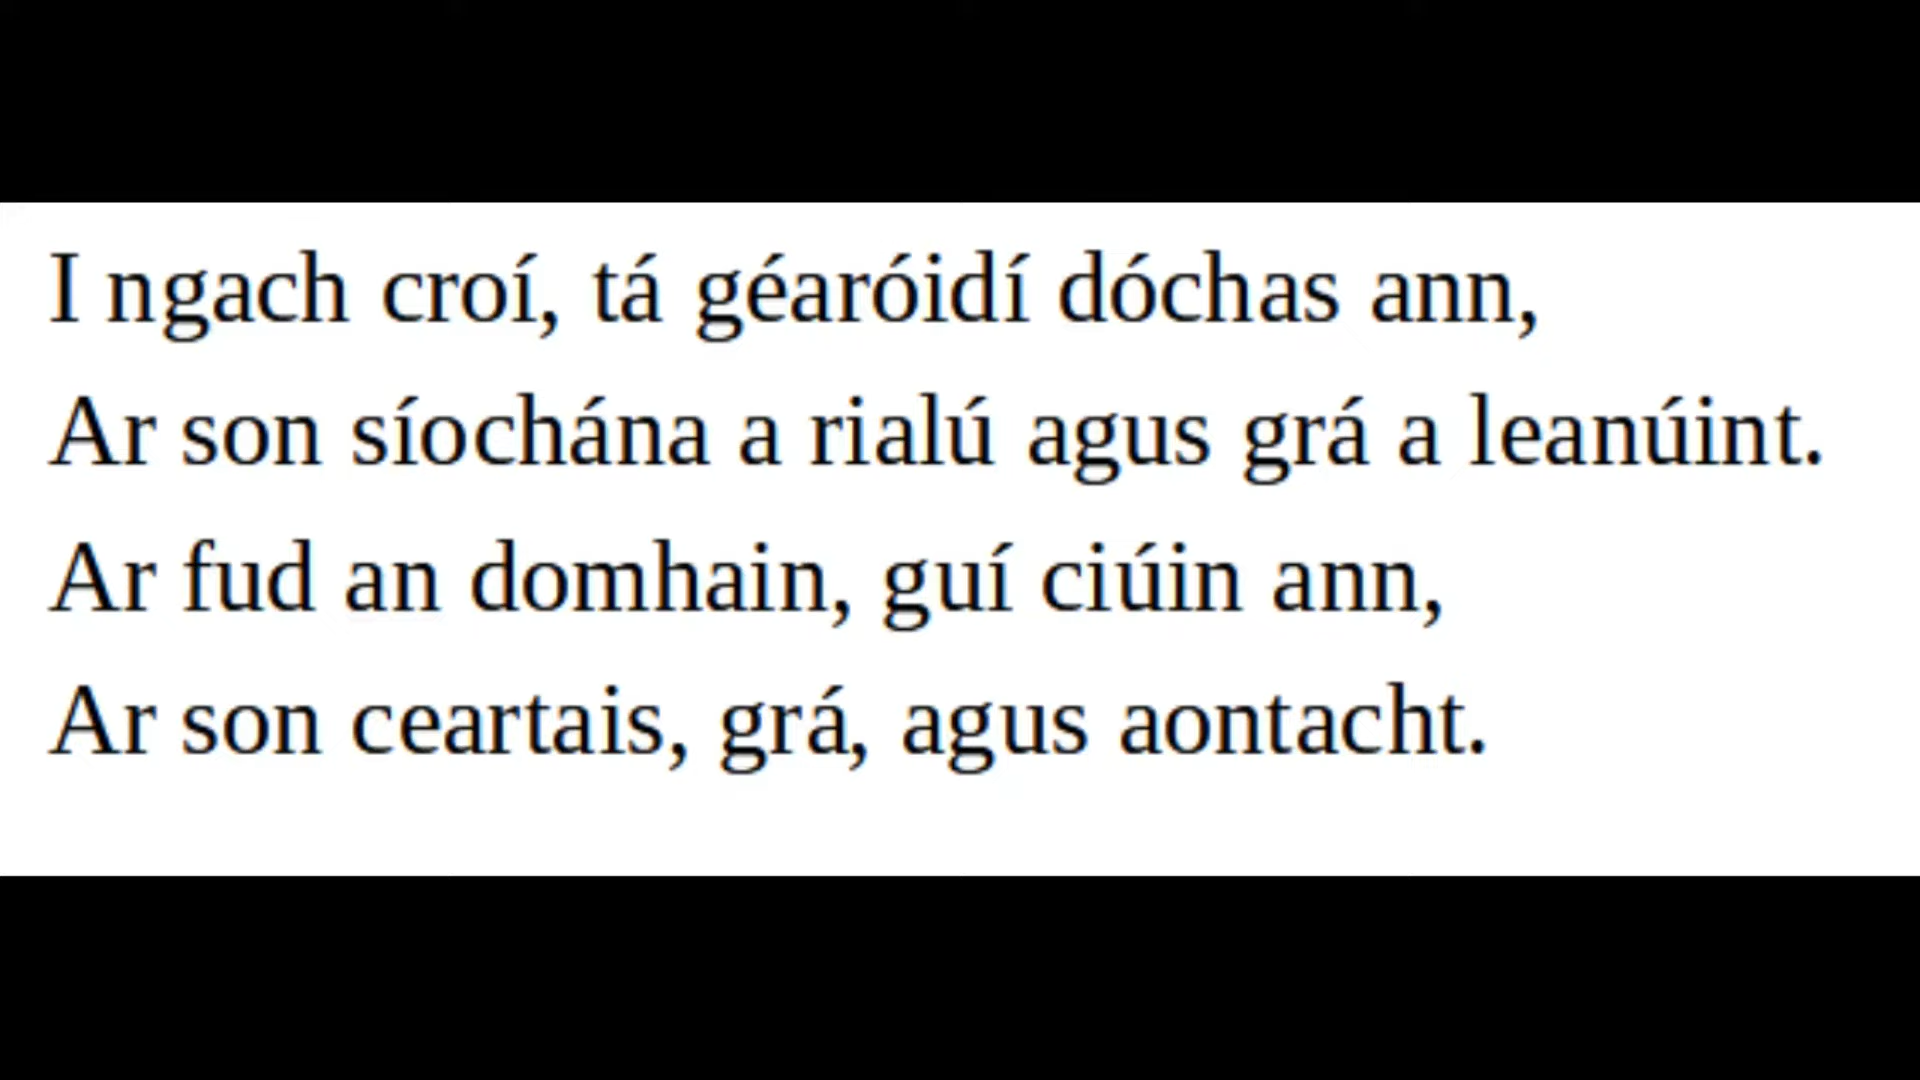 I ngach croí, tá géaróidí dóchas ann,
Ar son síochána a rialú agus grá a leanúint.
Ar fud an domhain, guí ciúin ann,
Ar son ceartais, grá, agus aontacht.